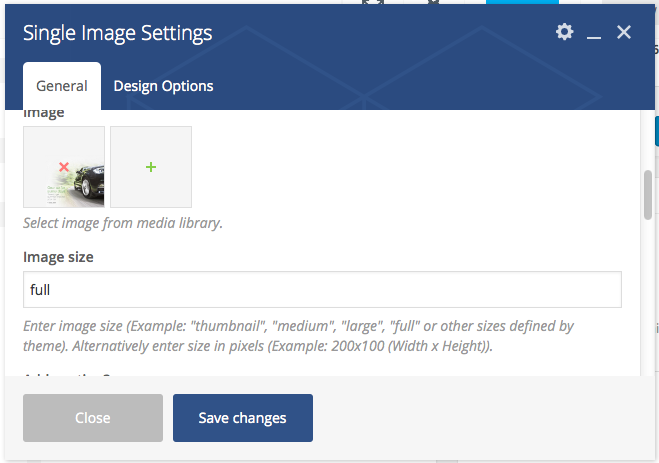 Single Image Settings
General
Design Options
Image
Select image from media library.
Image size
full
Enter image size (Example: "thumbnail", "medium", "large", "full" or other sizes defined by
theme). Alternatively enter size in pixels (Example: 200x100 (Width x Height)).
Close
Save changes